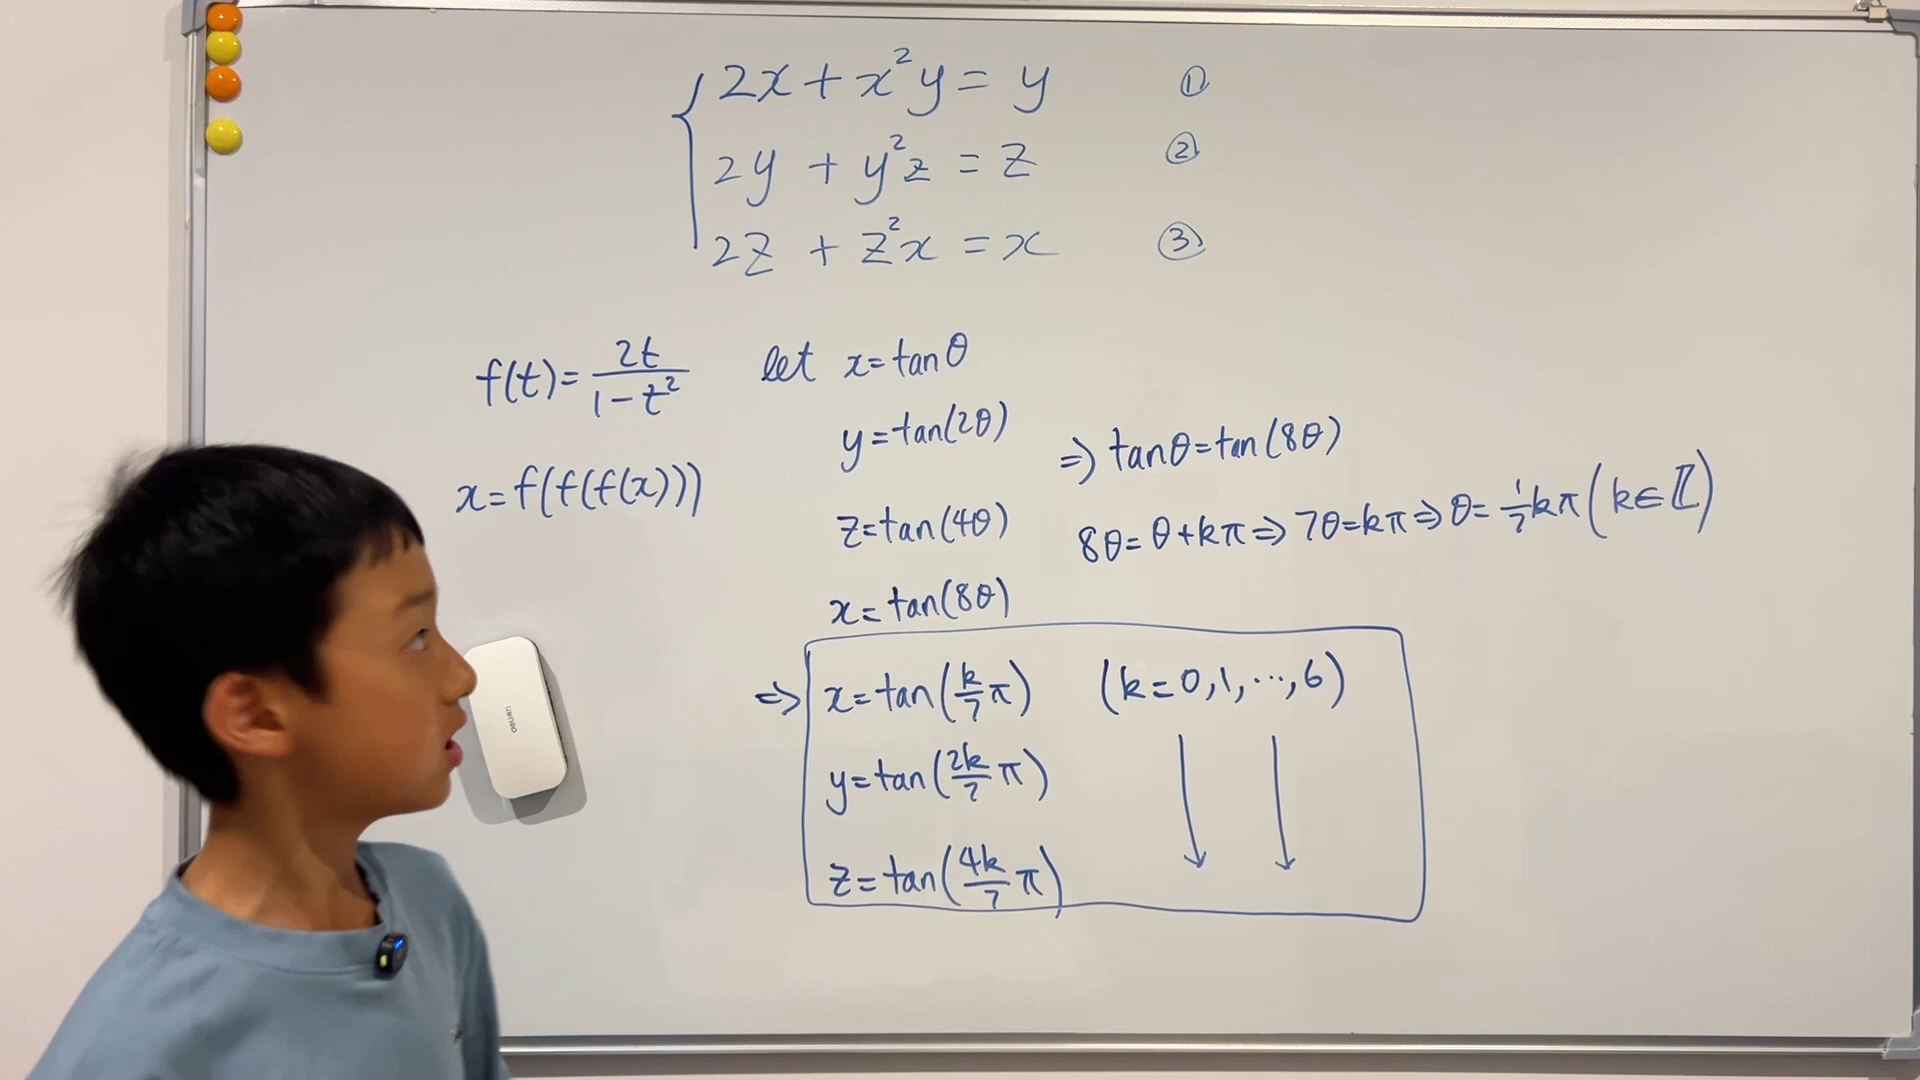 2x + x²y = y ①
2y + y²z = z ②
2z + z²x = x ③
f(t) = 2t/(1-t²)
x = f(f(f(x)))
let x = tanθ
y = tan(2θ)
z = tan(4θ)
x = tan(8θ)
⇒ tanθ = tan(8θ)
8θ = θ + kπ ⇒ 7θ = kπ ⇒ θ = 1/7 kπ (k ∈ ℤ)
⇒ x = tan(k/7 π) (k = 0, 1, ..., 6)
y = tan(2k/7 π) ↓ ↓
z = tan(4k/7 π)